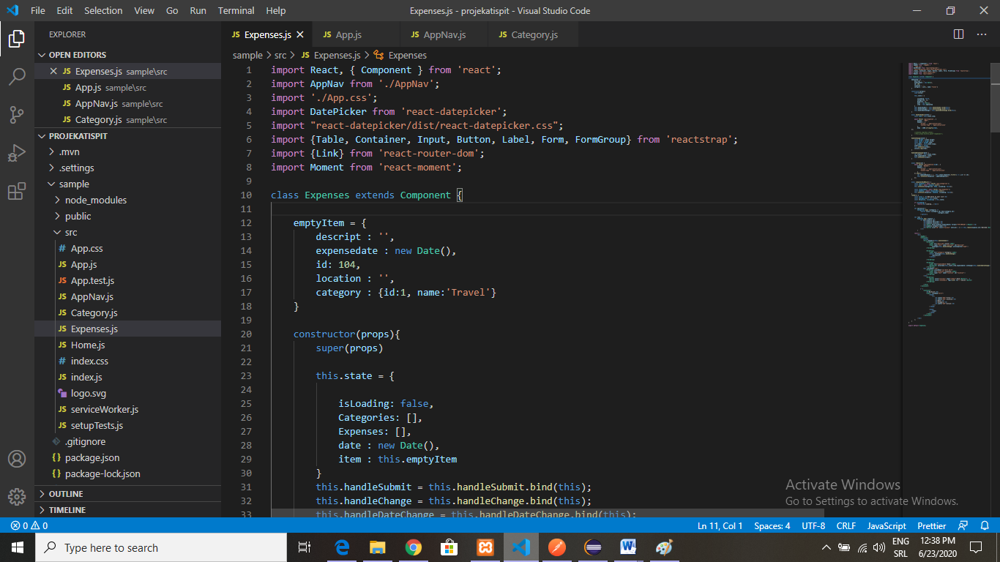 File Edit Selection View Go Run Terminal Help Expenses.js - projekatispit - Visual Studio Code
EXPLORER
OPEN EDITORS
JS Expenses.js sample\src
JS App.js sample\src
JS AppNav.js sample\src
JS Category.js sample\src
PROJEKATISPIT
.mvn
.settings
sample
node_modules
public
src
# App.css
JS App.js
JS App.test.js
JS AppNav.js
JS Category.js
JS Expenses.js
JS Home.js
# index.css
JS index.js
logo.svg
JS serviceWorker.js
JS setupTests.js
.gitignore
{} package.json
{} package-lock.json
OUTLINE
TIMELINE
JS Expenses.js JS App.js JS AppNav.js JS Category.js
sample > src > JS Expenses.js > Expenses
1 import React, { Component } from 'react';
2 import AppNav from './AppNav';
3 import './App.css';
4 import DatePicker from 'react-datepicker';
5 import "react-datepicker/dist/react-datepicker.css";
6 import {Table, Container, Input, Button, Label, Form, FormGroup} from 'reactstrap';
7 import {Link} from 'react-router-dom';
8 import Moment from 'react-moment';
9
10 class Expenses extends Component {
11
12 emptyItem = {
13 descript : '',
14 expensedate : new Date(),
15 id: 104,
16 location : '',
17 category : {id:1, name:'Travel'}
18 }
19
20 constructor(props){
21 super(props)
22
23 this.state = {
24
25 isLoading: false,
26 Categories: [],
27 Expenses: [],
28 date : new Date(),
29 item : this.emptyItem
30 }
31 this.handleSubmit = this.handleSubmit.bind(this);
32 this.handleChange = this.handleChange.bind(this);
33 this.handleDateChange = this.handleDateChange.bind(this);
Activate Windows
Go to Settings to activate Windows.
0 0 Ln 11, Col 1 Spaces: 4 UTF-8 CRLF JavaScript Prettier
Type here to search
ENG
SRL
12:38 PM
6/23/2020